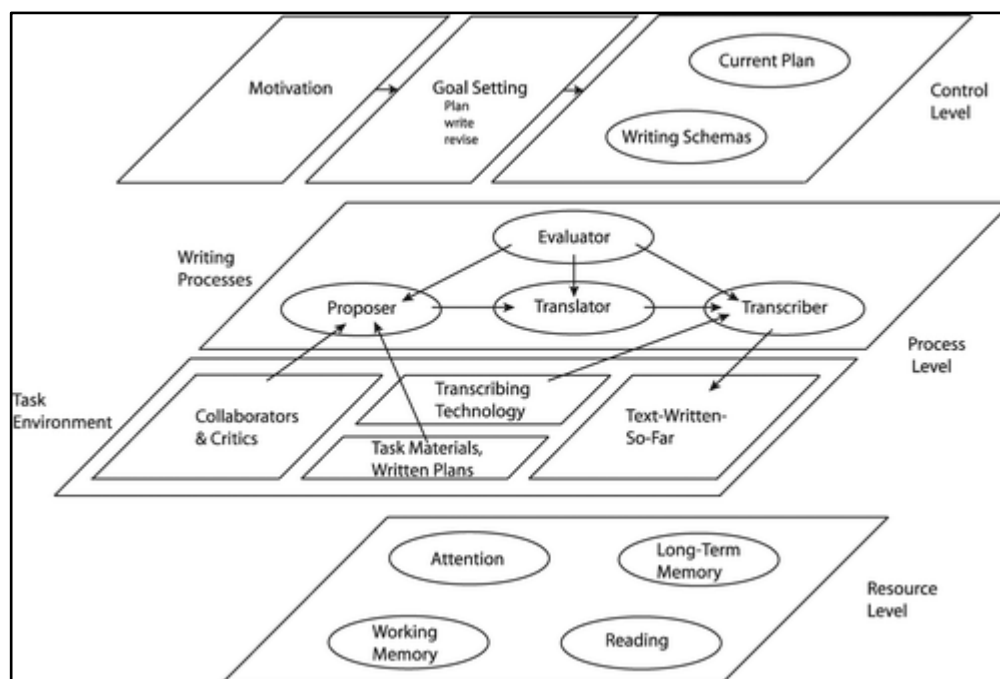 Motivation
Goal Setting
Plan
write
revise
Current Plan
Writing Schemas
Control
Level
Writing
Processes
Evaluator
Proposer
Translator
Transcriber
Process
Level
Task
Environment
Collaborators
& Critics
Transcribing
Technology
Task Materials,
Written Plans
Text-Written-
So-Far
Attention
Long-Term
Memory
Working
Memory
Reading
Resource
Level